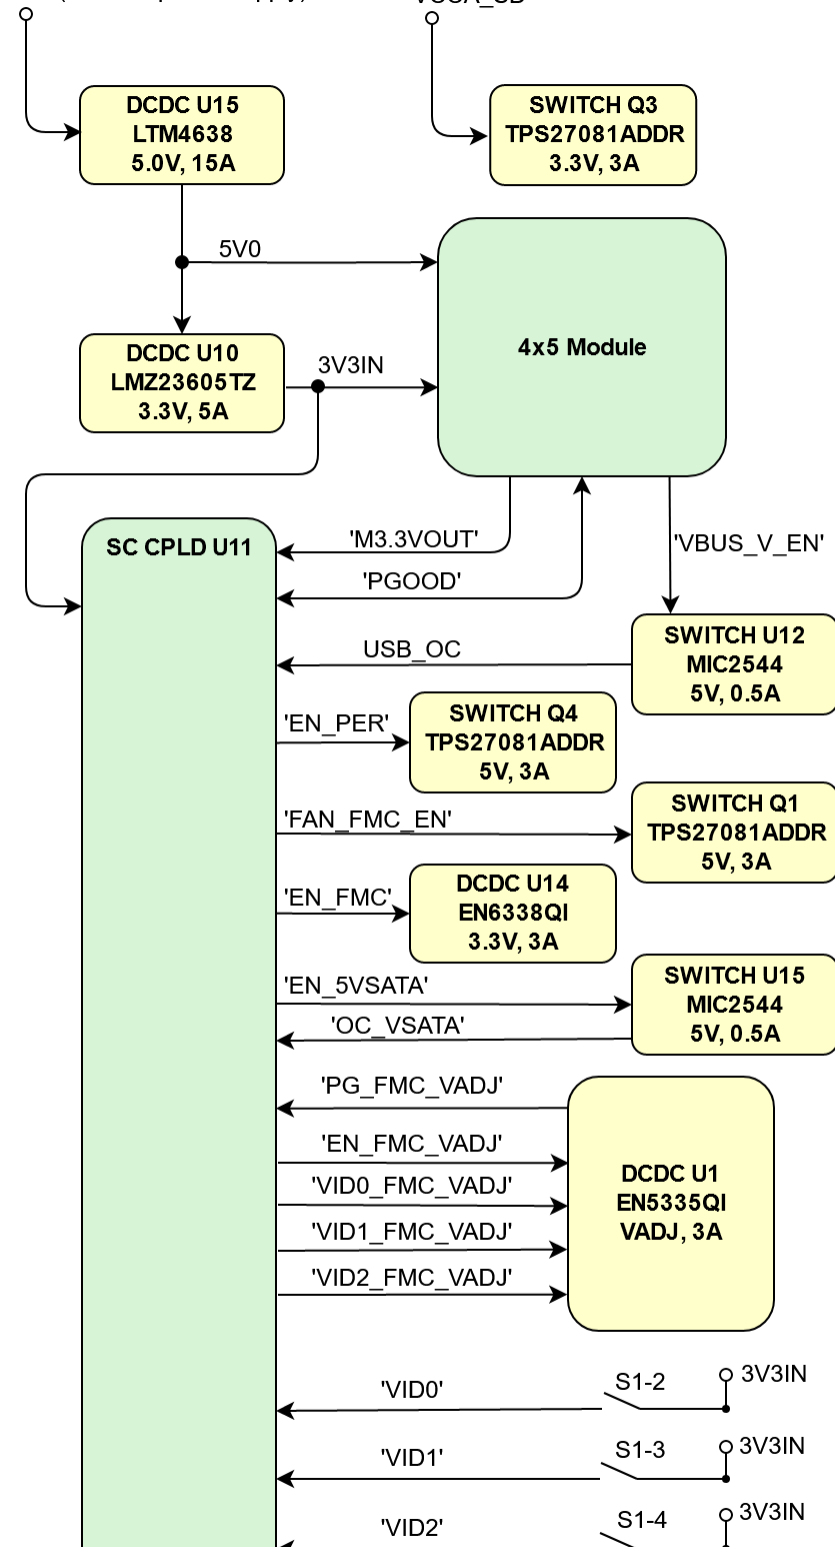 DCDC U15
LTM4638
5.0V, 15A
SWITCH Q3
TPS27081ADDR
3.3V, 3A
5V0
4x5 Module
DCDC U10
LMZ23605TZ
3.3V, 5A
3V3IN
SC CPLD U11
'M3.3VOUT'
'VBUS_V_EN'
'PGOOD'
SWITCH U12
MIC2544
5V, 0.5A
USB_OC
'EN_PER'
SWITCH Q4
TPS27081ADDR
5V, 3A
SWITCH Q1
TPS27081ADDR
5V, 3A
'FAN_FMC_EN'
'EN_FMC'
DCDC U14
EN6338QI
3.3V, 3A
SWITCH U15
MIC2544
5V, 0.5A
'EN_5VSATA'
'OC_VSATA'
'PG_FMC_VADJ'
'EN_FMC_VADJ'
'VID0_FMC_VADJ'
'VID1_FMC_VADJ'
'VID2_FMC_VADJ'
DCDC U1
EN5335QI
VADJ, 3A
'VID0' S1-2 3V3IN
'VID1' S1-3 3V3IN
'VID2' S1-4 3V3IN